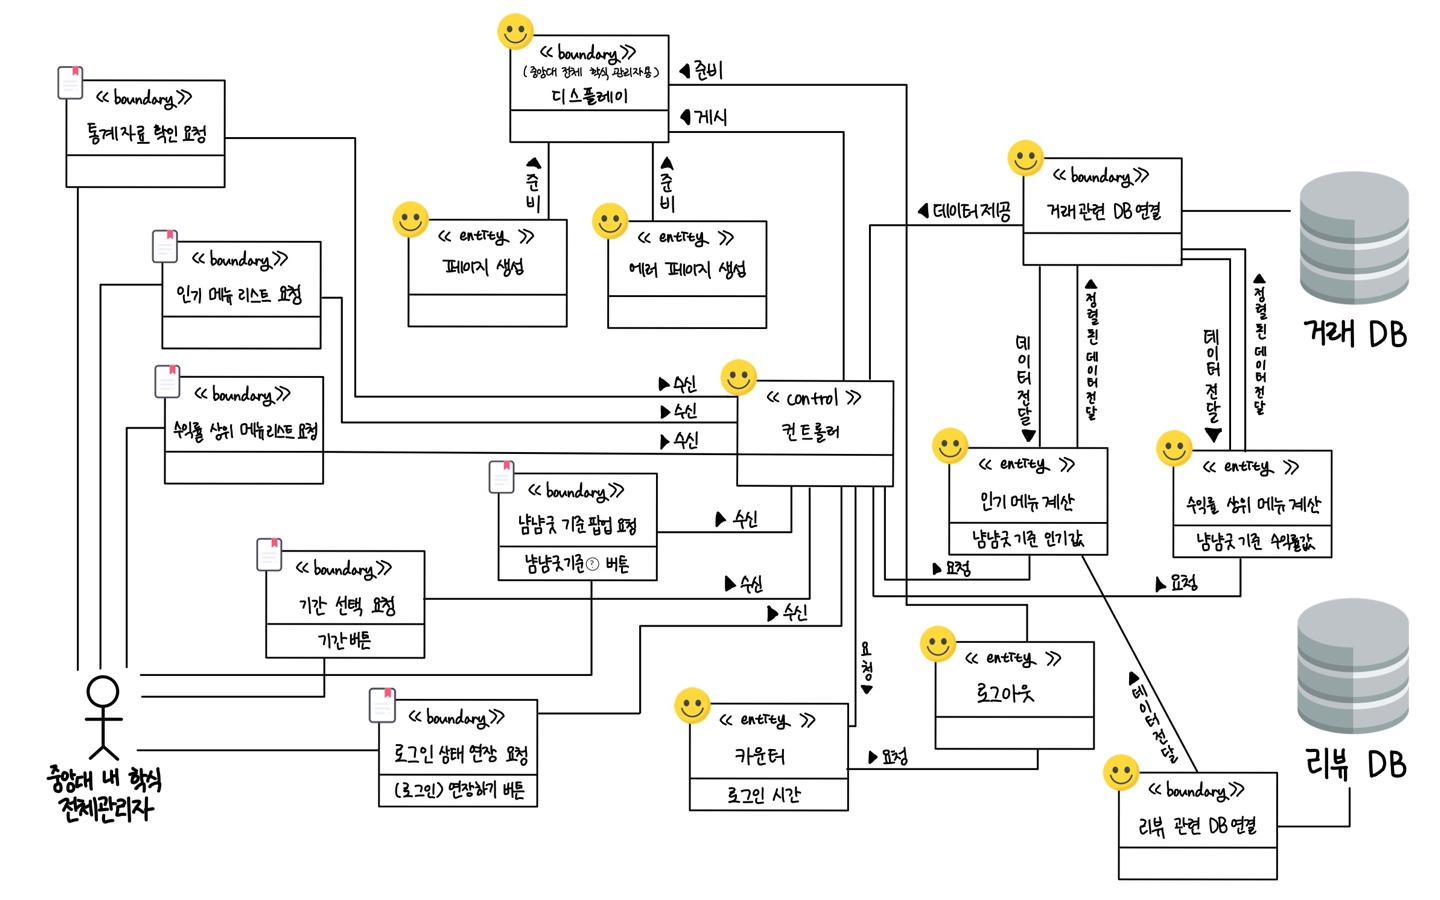 <<boundary>>
(중앙대 전체 학식 관리자용)
디스플레이
◀준비
◀게시
<<boundary>>
통계자료 확인 요청
▲준비
▲준비
<<boundary>>
거래관련 DB 연결
◀데이터 제공
거래 DB
<<entity>>
페이지 생성
<<entity>>
에러 페이지 생성
<<boundary>>
인기 메뉴 리스트 요청
데이터 전달▼
▲정렬된 데이터 전달
데이터 전달▼
▲정렬된 데이터 전달
<<boundary>>
수익률 상위 메뉴 리스트 요청
▶수신
▶수신
▶수신
<<control>>
컨트롤러
<<entity>>
인기 메뉴 계산
냠냠굿 기준 인기값
<<entity>>
수익률 상위 메뉴 계산
냠냠굿 기준 수익률값
<<boundary>>
냠냠굿 기준 팝업 요청
냠냠굿기준? 버튼
▶수신
<<boundary>>
기간 선택 요청
기간버튼
▶수신
▶수신
▶요청
▶요청
요청▼
<<entity>>
로그아웃
▲데이터 전달
<<boundary>>
로그인 상태 연장 요청
(로그인) 연장하기 버튼
<<entity>>
카운터
로그인 시간
▶요청
<<boundary>>
리뷰 관련 DB 연결
리뷰 DB
중앙대 내 학식
전체관리자